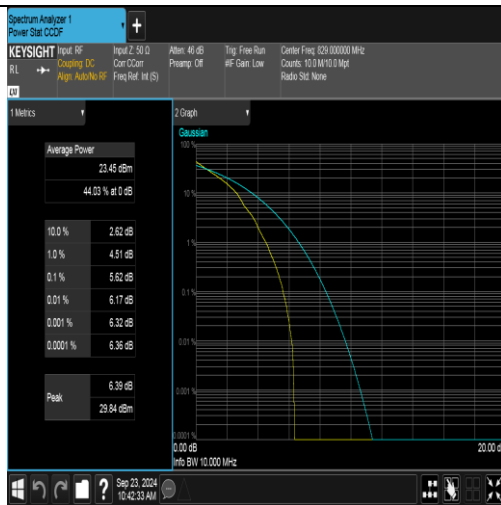 Spectrum Analyzer 1
Power Stat CCDF
KEYSIGHT
RL
Input: RF
Coupling: DC
Align: Auto/No RF
Input Z: 50 Ω
Corr CCorr
Freq Ref: Int (S)
Atten: 46 dB
Preamp: Off
Trig: Free Run
#IF Gain: Low
Center Freq: 829.000000 MHz
Counts: 10.0 M/10.0 Mpt
Radio Std: None
1 Metrics
Average Power
23.45 dBm
44.03 % at 0 dB
10.0 % 2.62 dB
1.0 % 4.51 dB
0.1 % 5.62 dB
0.01 % 6.17 dB
0.001 % 6.32 dB
0.0001 % 6.36 dB
Peak 6.39 dB
29.84 dBm
2 Graph
Gaussian
100 %
10 %
1 %
0.1 %
0.01 %
0.001 %
0.0001 %
0.00 dB
20.00 d
Info BW 10.000 MHz
Sep 23, 2024
10:42:33 AM